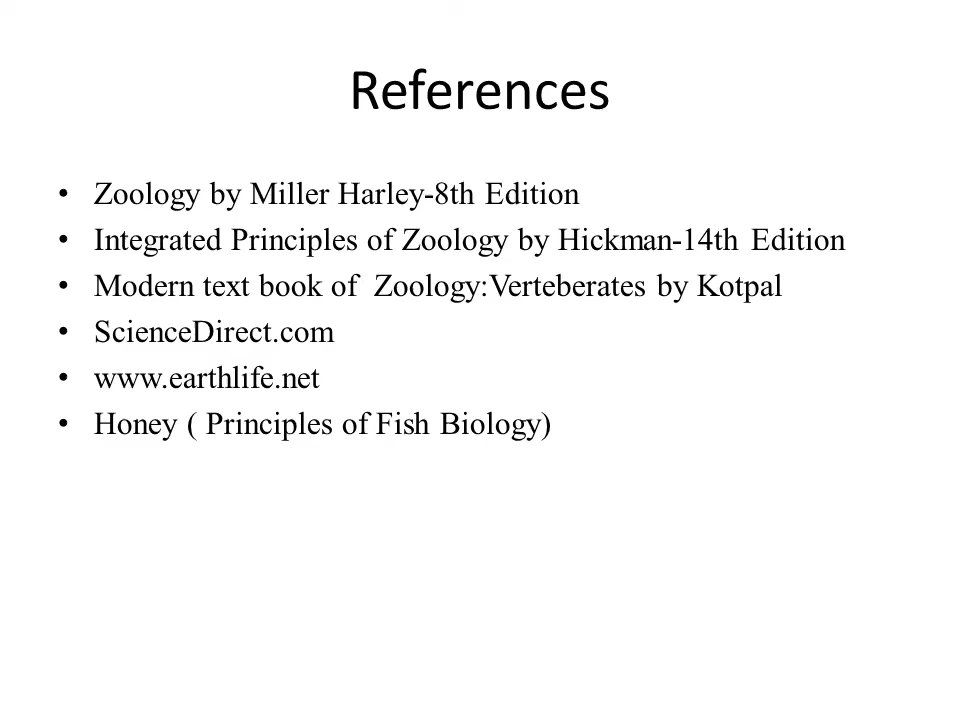 References
• Zoology by Miller Harley-8th Edition
• Integrated Principles of Zoology by Hickman-14th Edition
• Modern text book of  Zoology:Verteberates by Kotpal
• ScienceDirect.com
• www.earthlife.net
• Honey ( Principles of Fish Biology)